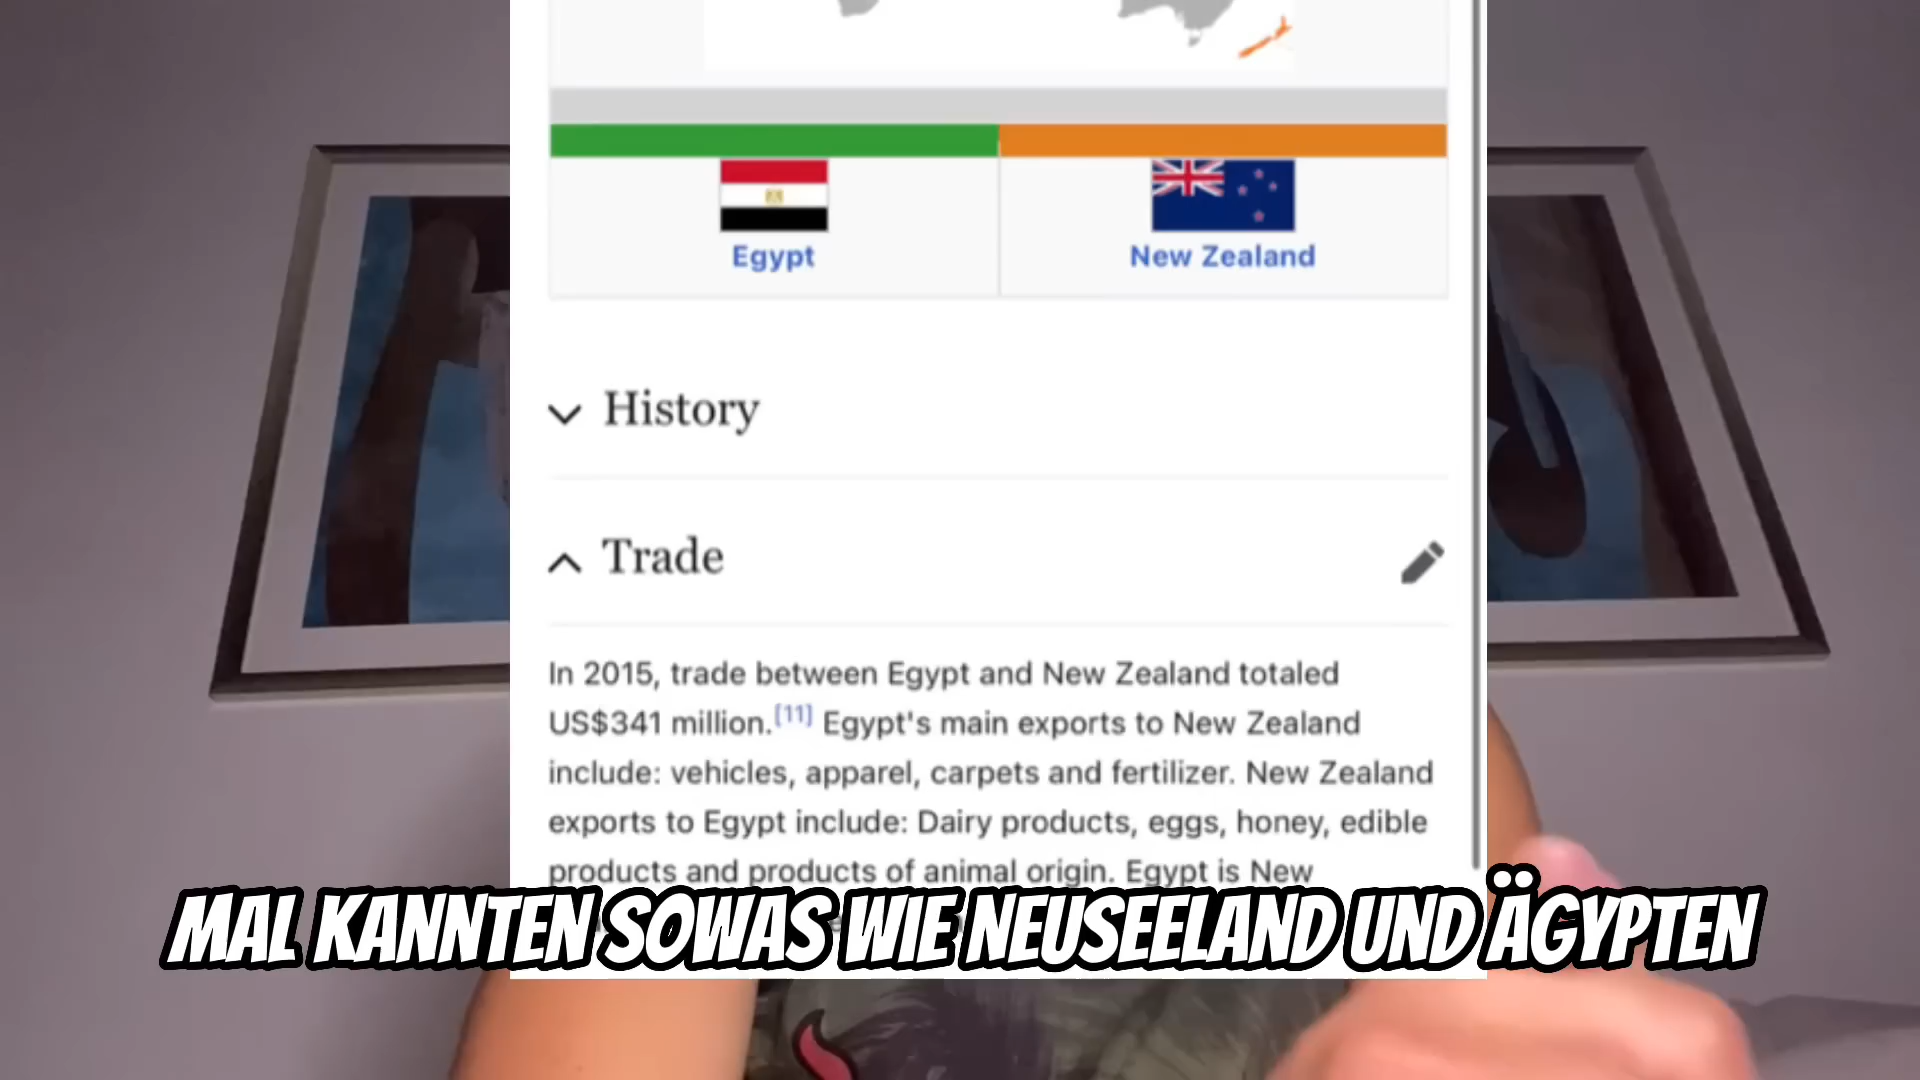 Egypt
New Zealand
History
Trade
In 2015, trade between Egypt and New Zealand totaled
US$341 million.[11] Egypt's main exports to New Zealand
include: vehicles, apparel, carpets and fertilizer. New Zealand
exports to Egypt include: Dairy products, eggs, honey, edible
products and products of animal origin. Egypt is New
MAL KANNTEN SOWAS WIE NEUSEELAND UND ÄGYPTEN